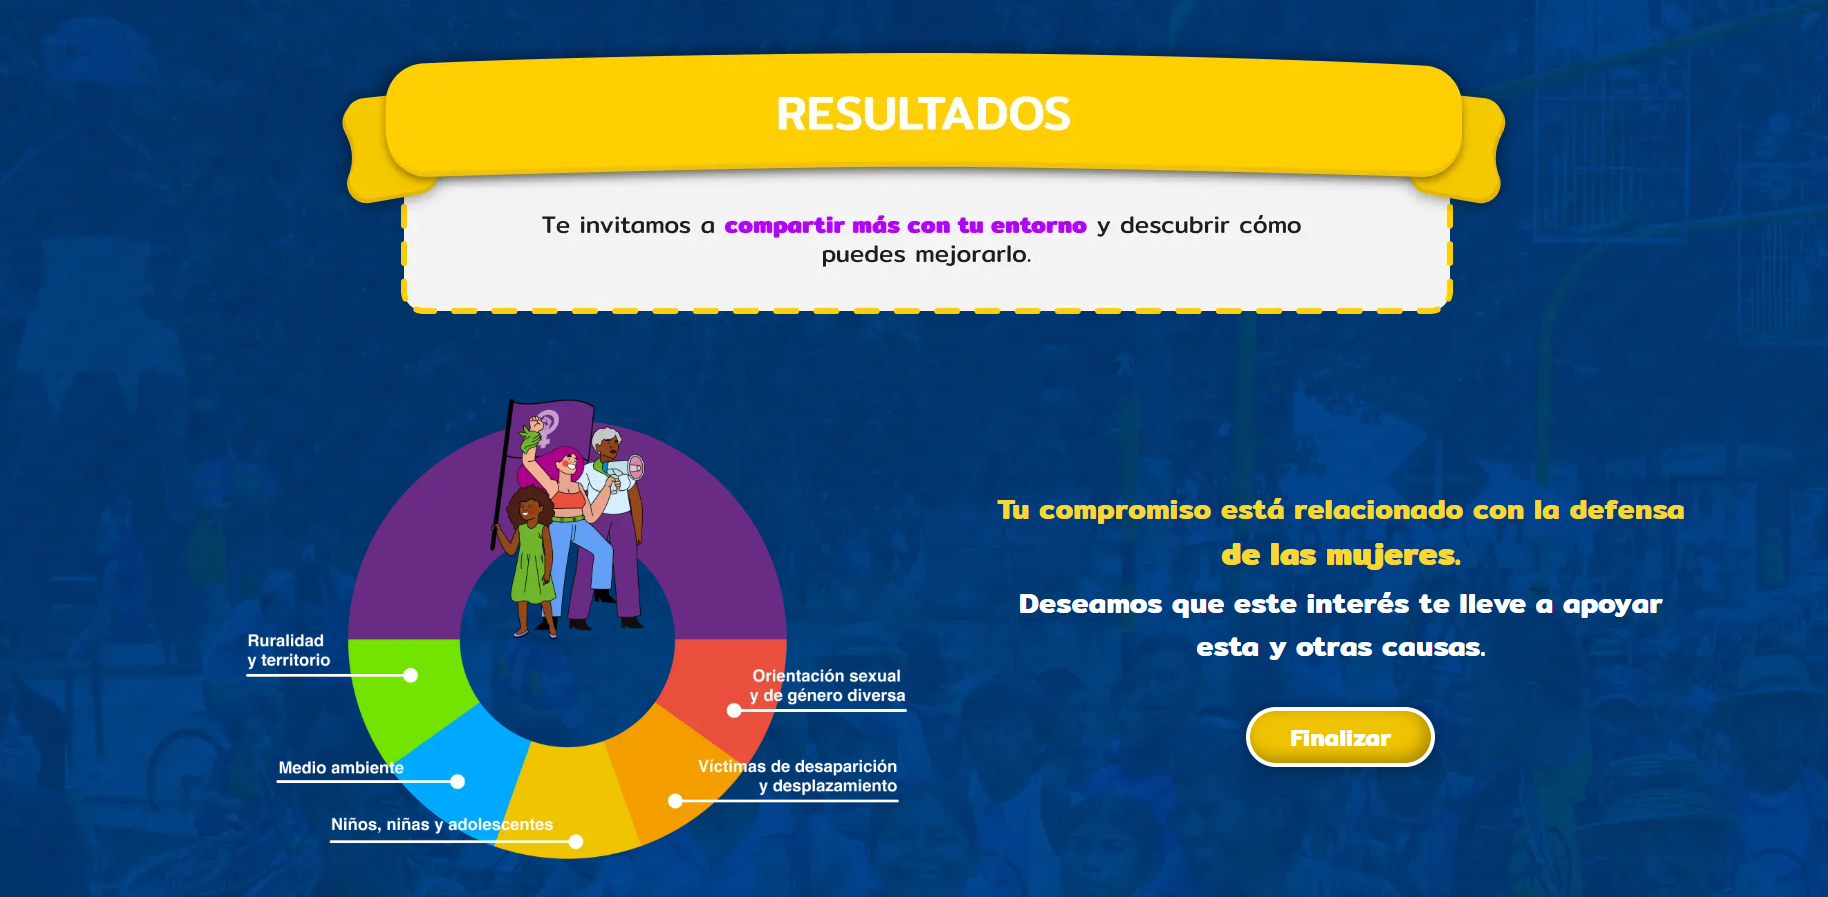 RESULTADOS
Te invitamos a compartir más con tu entorno y descubrir cómo
puedes mejorarlo.
Tu compromiso está relacionado con la defensa
de las mujeres.
Deseamos que este interés te lleve a apoyar
esta y otras causas.
Finalizar
Ruralidad
y territorio
Medio ambiente
Niños, niñas y adolescentes
Orientación sexual
y de género diversa
Víctimas de desaparición
y desplazamiento